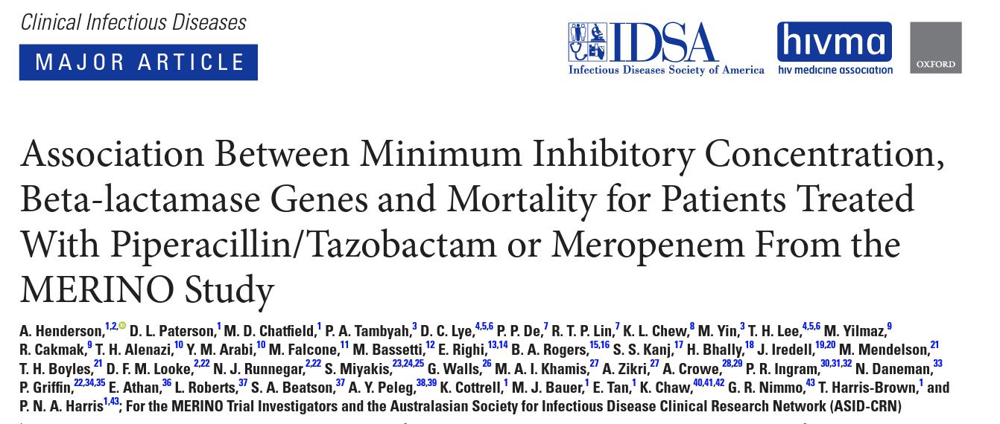 Clinical Infectious Diseases
MAJOR ARTICLE
IDSA
Infectious Diseases Society of America
hivma
hiv medicine association
OXFORD
Association Between Minimum Inhibitory Concentration,
Beta-lactamase Genes and Mortality for Patients Treated
With Piperacillin/Tazobactam or Meropenem From the
MERINO Study
A. Henderson,1,2, D. L. Paterson,1 M. D. Chatfield,1 P. A. Tambyah,3 D. C. Lye,4,5,6 P. P. De,7 R. T. P. Lin,7 K. L. Chew,8 M. Yin,3 T. H. Lee,4,5,6 M. Yilmaz,9
R. Cakmak,9 T. H. Alenazi,10 Y. M. Arabi,10 M. Falcone,11 M. Bassetti,12 E. Righi,13,14 B. A. Rogers,15,16 S. S. Kanj,17 H. Bhally,18 J. Iredell,19,20 M. Mendelson,21
T. H. Boyles,21 D. F. M. Looke,2,22 N. J. Runnegar,2,22 S. Miyakis,23,24,25 G. Walls,26 M. A. I. Khamis,27 A. Zikri,27 A. Crowe,28,29 P. R. Ingram,30,31,32 N. Daneman,33
P. Griffin,22,34,35 E. Athan,36 L. Roberts,37 S. A. Beatson,37 A. Y. Peleg,38,39 K. Cottrell,1 M. J. Bauer,1 E. Tan,1 K. Chaw,40,41,42 G. R. Nimmo,43 T. Harris-Brown,1 and
P. N. A. Harris1,43; For the MERINO Trial Investigators and the Australasian Society for Infectious Disease Clinical Research Network (ASID-CRN)